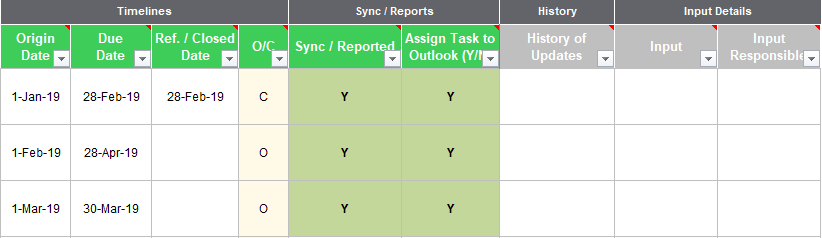 Timelines Sync / Reports History Input Details
Origin Date Due Date Ref. / Closed Date O/C Sync / Reported Assign Task to Outlook (Y/N History of Updates Input Input Responsible
1-Jan-19 28-Feb-19 28-Feb-19 C Y Y
1-Feb-19 28-Apr-19 O Y Y
1-Mar-19 30-Mar-19 O Y Y